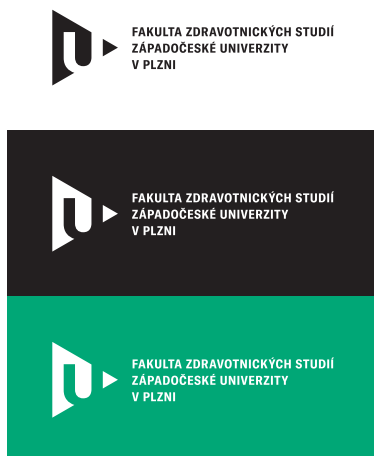 FAKULTA ZDRAVOTNICKÝCH STUDIÍ
ZÁPADOČESKÉ UNIVERZITY
V PLZNI
FAKULTA ZDRAVOTNICKÝCH STUDIÍ
ZÁPADOČESKÉ UNIVERZITY
V PLZNI
FAKULTA ZDRAVOTNICKÝCH STUDIÍ
ZÁPADOČESKÉ UNIVERZITY
V PLZNI